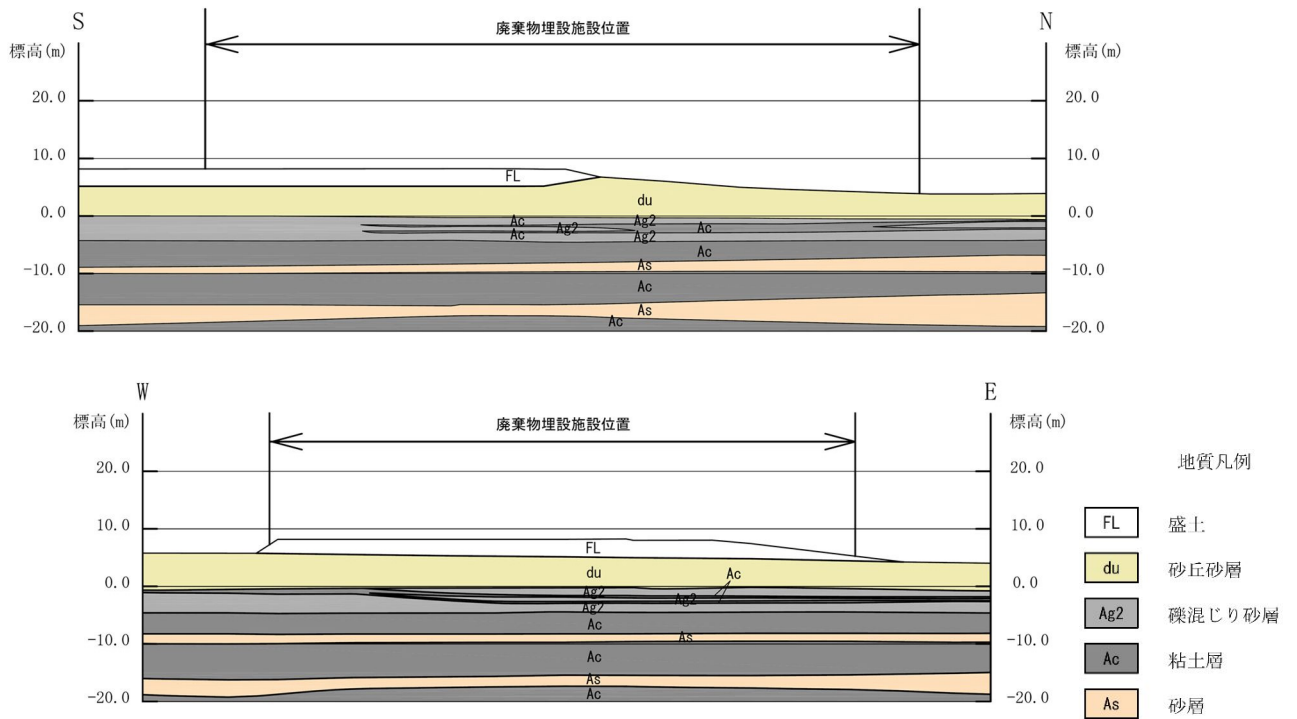 S
廃棄物埋設施設位置
N
標高(m)
標高(m)
20.0
20.0
10.0
10.0
FL
du
0.0
0.0
Ac
Ag2
Ag2
Ac
Ac
Ag2
Ac
As
-10.0
-10.0
Ac
As
Ac
-20.0
-20.0
W
廃棄物埋設施設位置
E
標高(m)
標高(m)
20.0
20.0
10.0
10.0
FL
du
Ac
0.0
0.0
Ag2
Ag2
Ag2
Ac
As
-10.0
-10.0
Ac
As
Ac
-20.0
-20.0
地質凡例
FL 盛土
du 砂丘砂層
Ag2 礫混じり砂層
Ac 粘土層
As 砂層